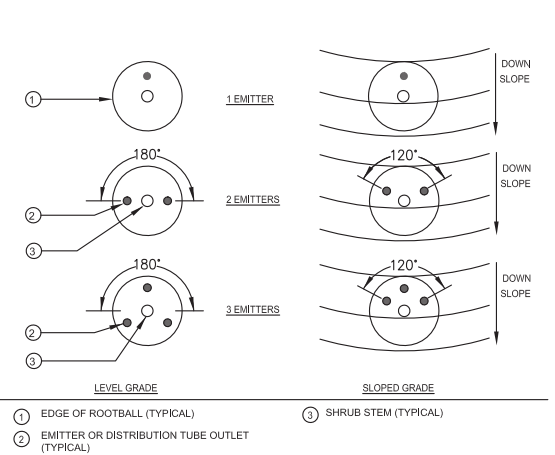 DOWN
SLOPE
1
1 EMITTER
180°
120°
DOWN
SLOPE
2 EMITTERS
2
3
180°
120°
DOWN
SLOPE
3 EMITTERS
2
3
LEVEL GRADE
SLOPED GRADE
1 EDGE OF ROOTBALL (TYPICAL)
3 SHRUB STEM (TYPICAL)
2 EMITTER OR DISTRIBUTION TUBE OUTLET
(TYPICAL)